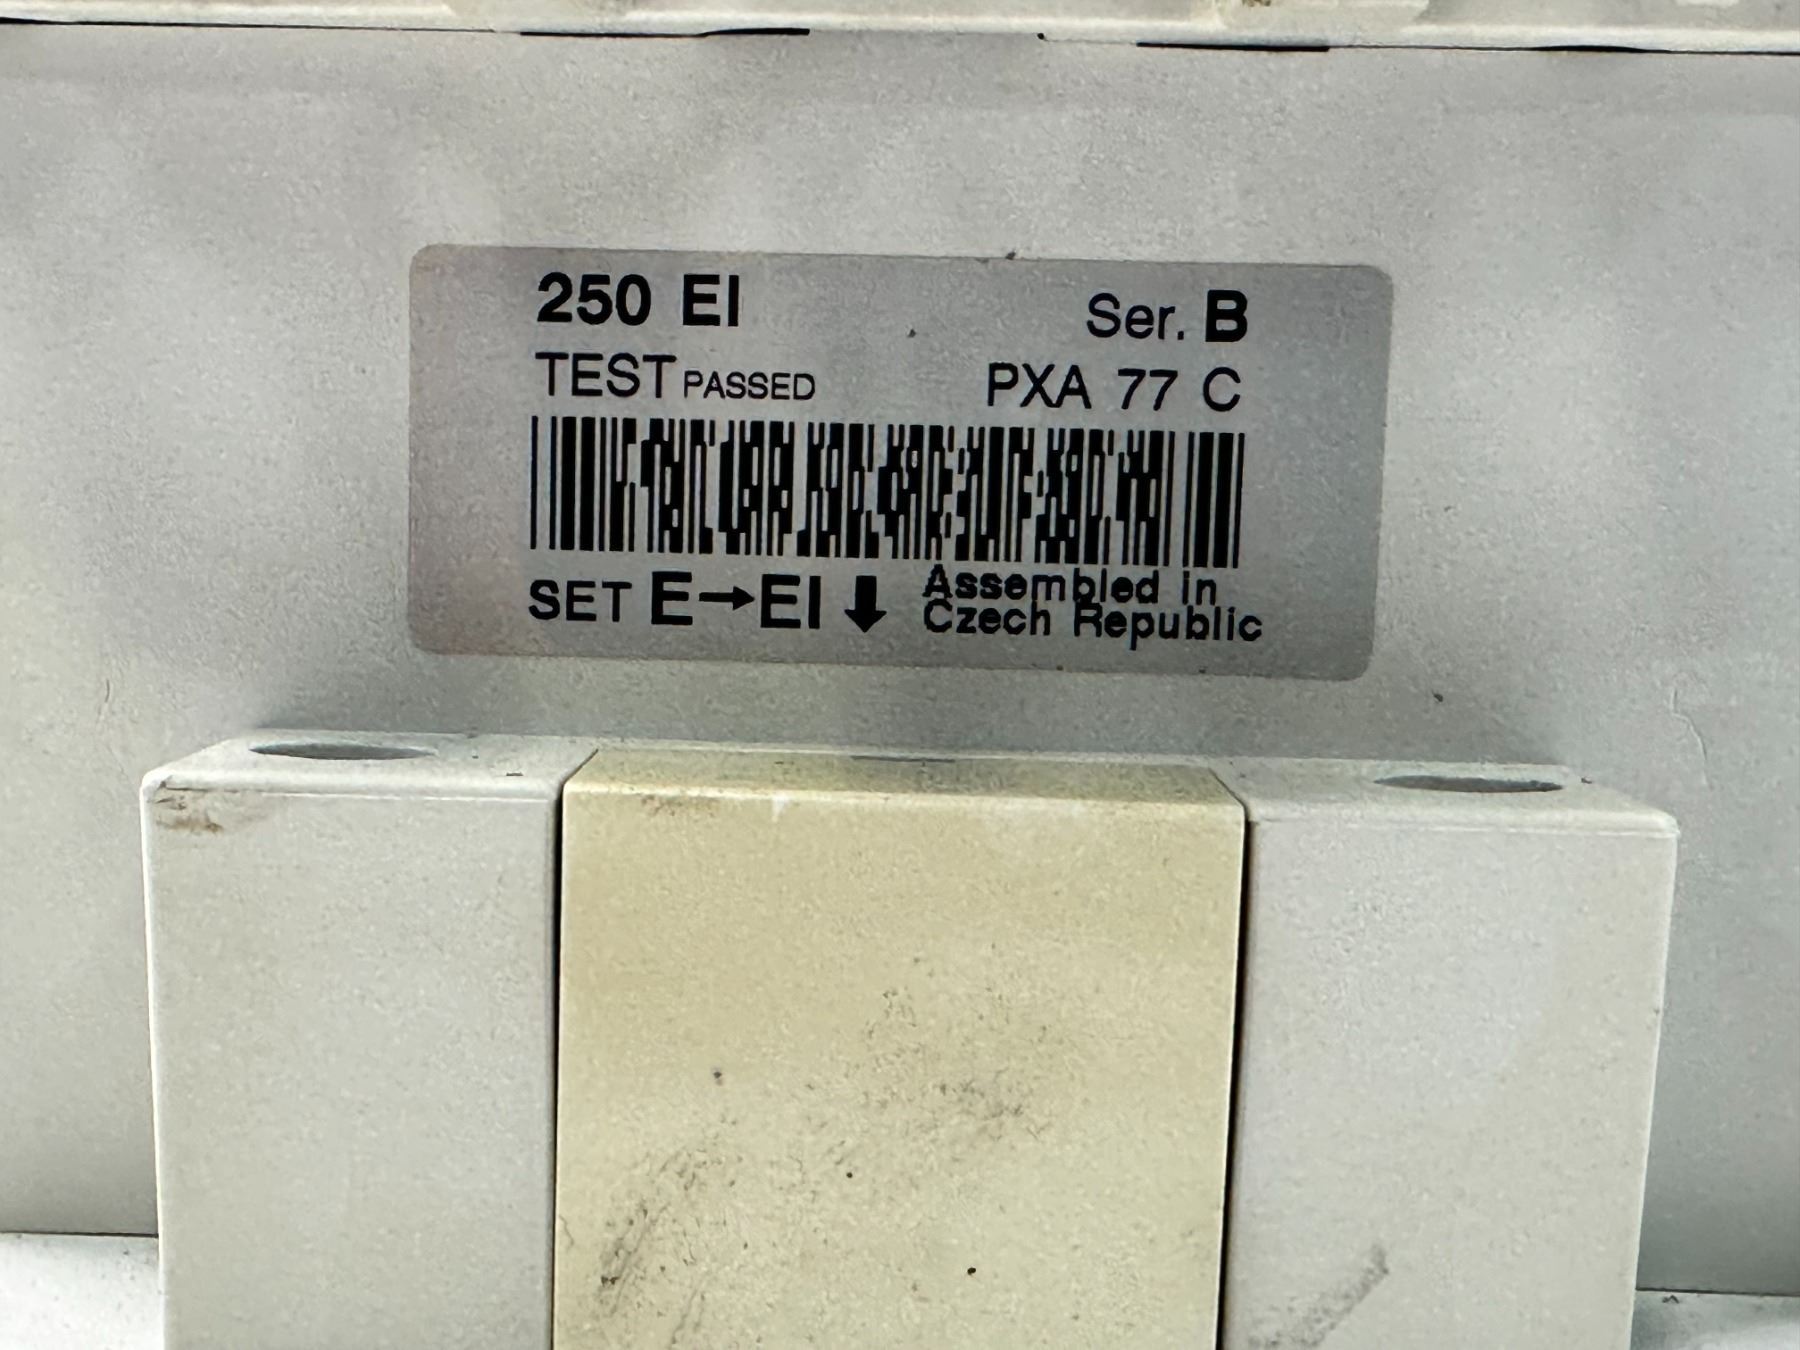 250 EI Ser. B
TEST PASSED PXA 77 C
SET E→EI ⬇ Assembled in
Czech Republic